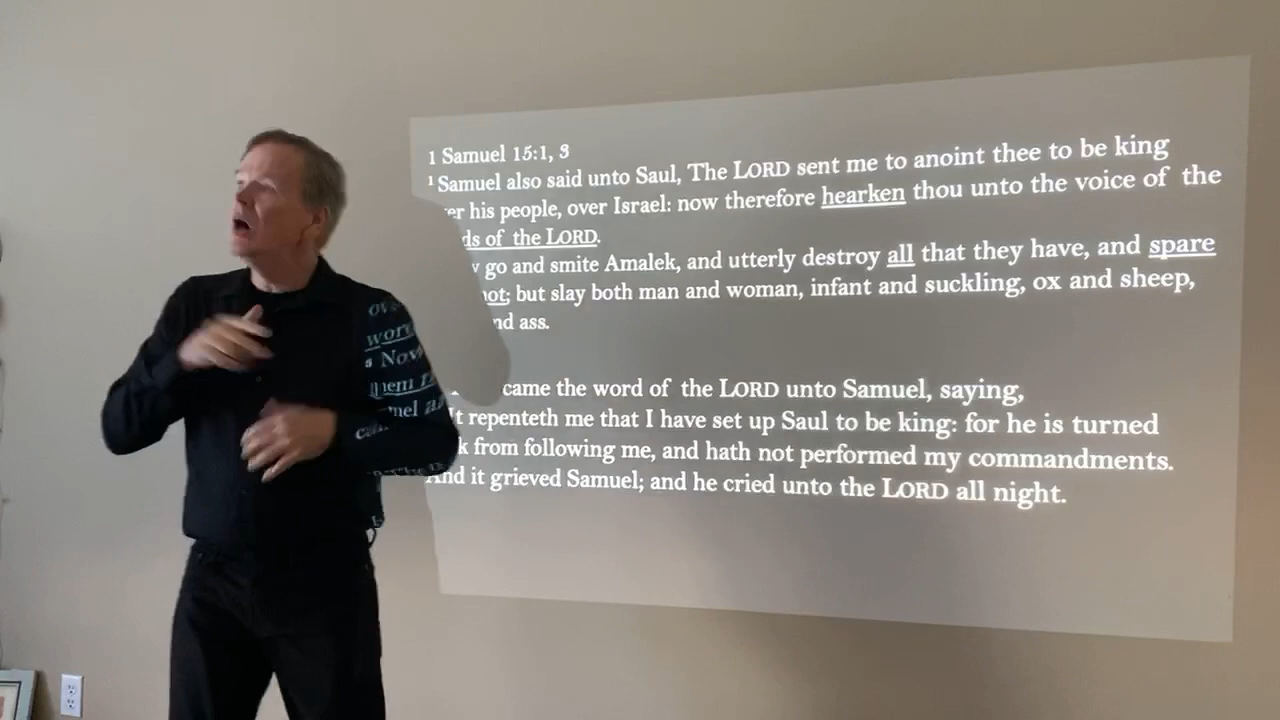 1 Samuel 15:1, 3
1 Samuel also said unto Saul, The LORD sent me to anoint thee to be king
his people, over Israel: now therefore hearken thou unto the voice of the
of the LORD.
go and smite Amalek, and utterly destroy all that they have, and spare
but slay both man and woman, infant and suckling, ox and sheep,
ass.
came the word of the LORD unto Samuel, saying,
It repenteth me that I have set up Saul to be king: for he is turned
from following me, and hath not performed my commandments.
And it grieved Samuel; and he cried unto the LORD all night.